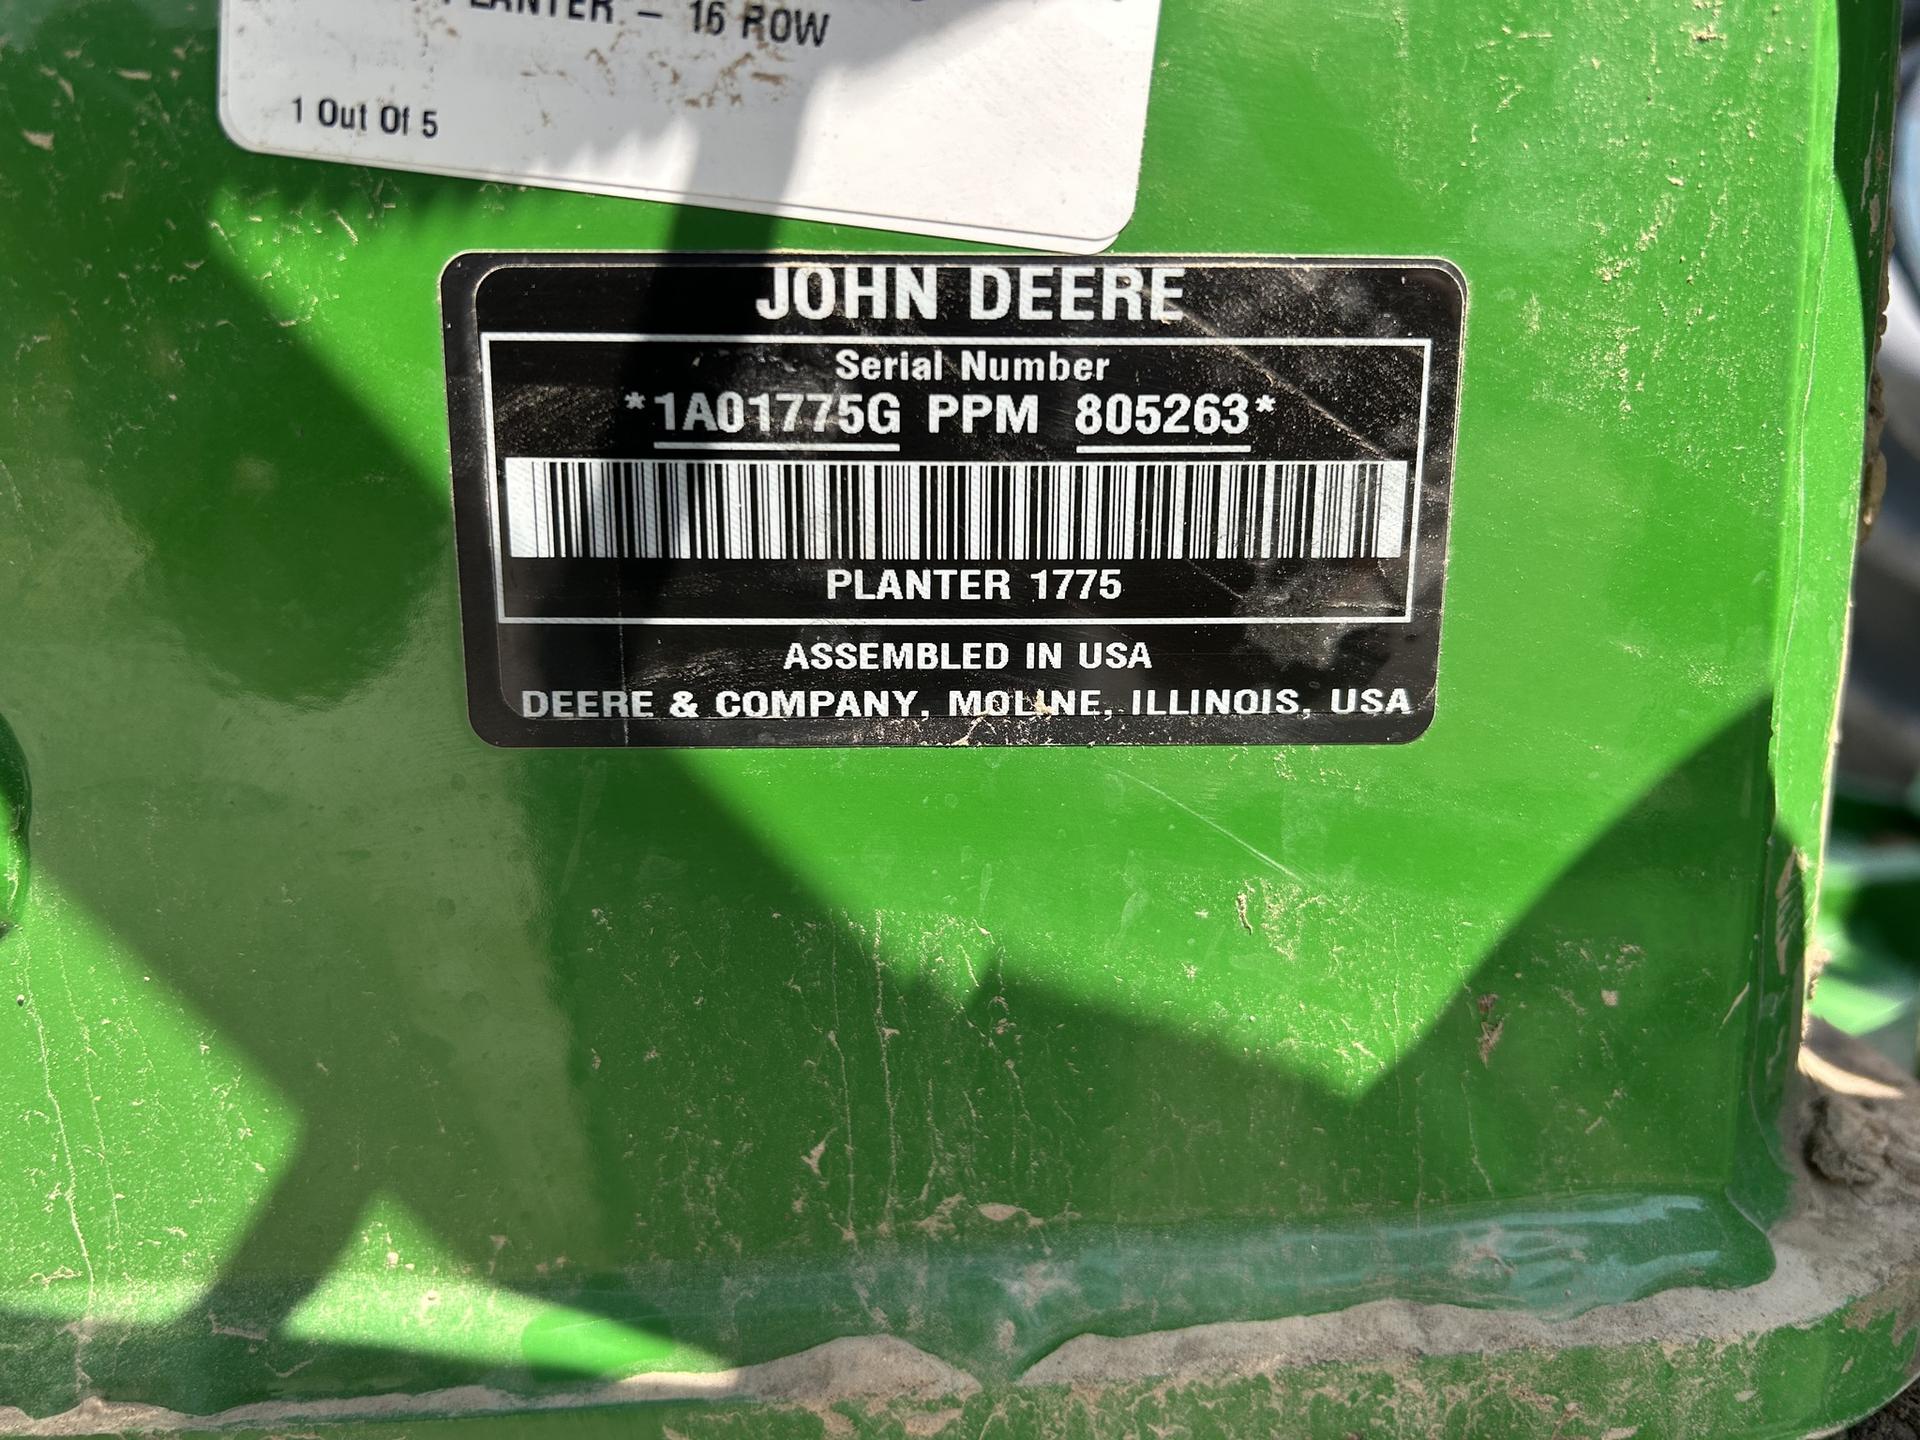 PLANTER – 16 ROW
1 Out Of 5
JOHN DEERE
Serial Number
*1A01775G PPM 805263*
PLANTER 1775
ASSEMBLED IN USA
DEERE & COMPANY, MOLINE, ILLINOIS, USA